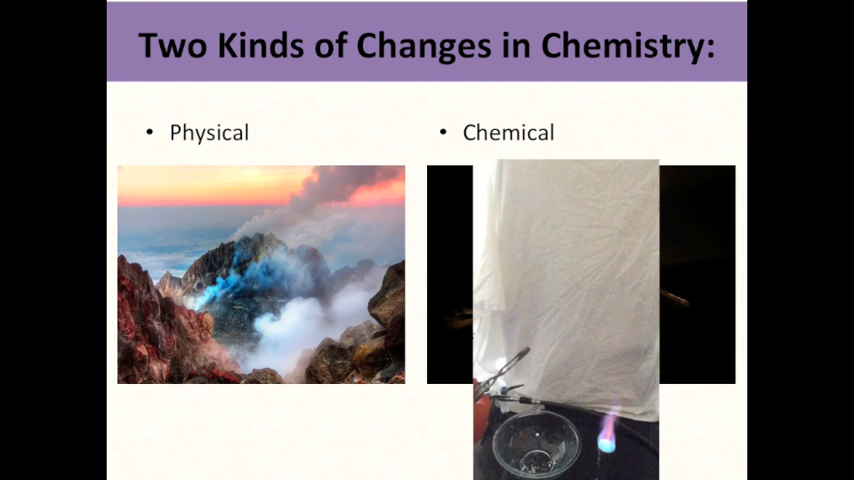 Two Kinds of Changes in Chemistry:
• Physical
• Chemical